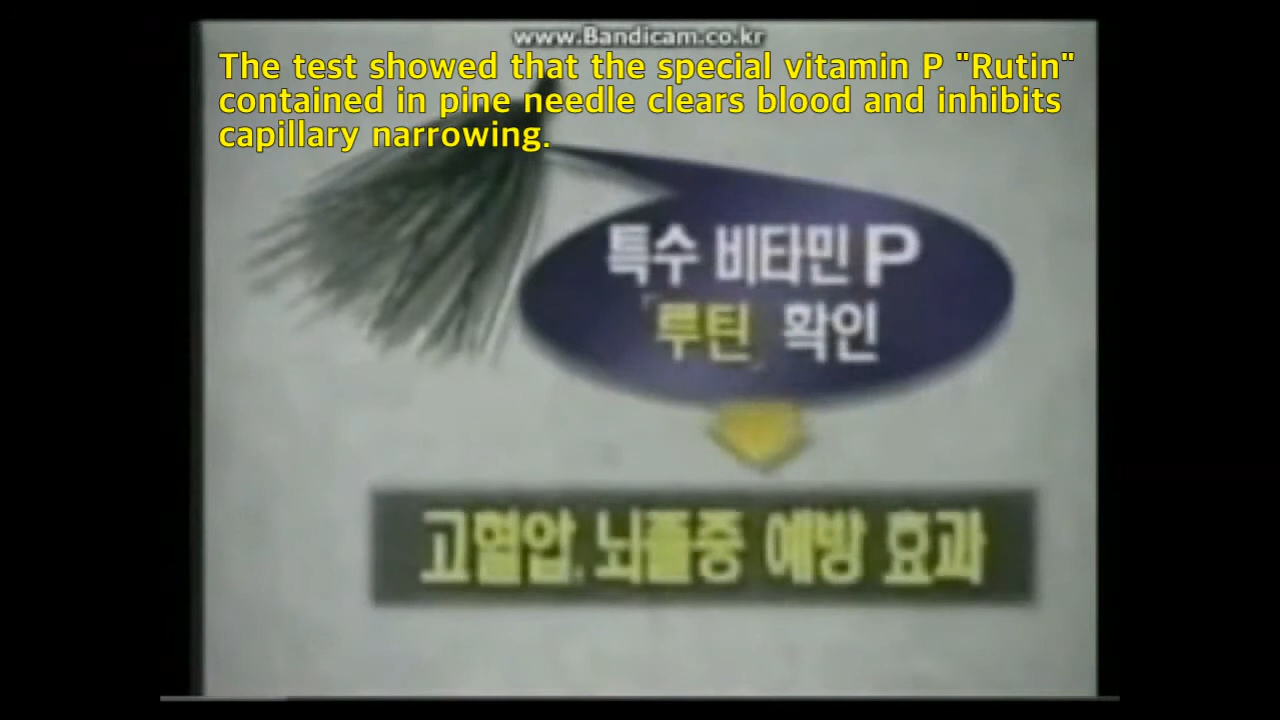 www.Bandicam.co.kr
The test showed that the special vitamin P "Rutin"
contained in pine needle clears blood and inhibits
capillary narrowing.
특수 비타민 P
「루틴」 확인
고혈압, 뇌졸중 예방 효과